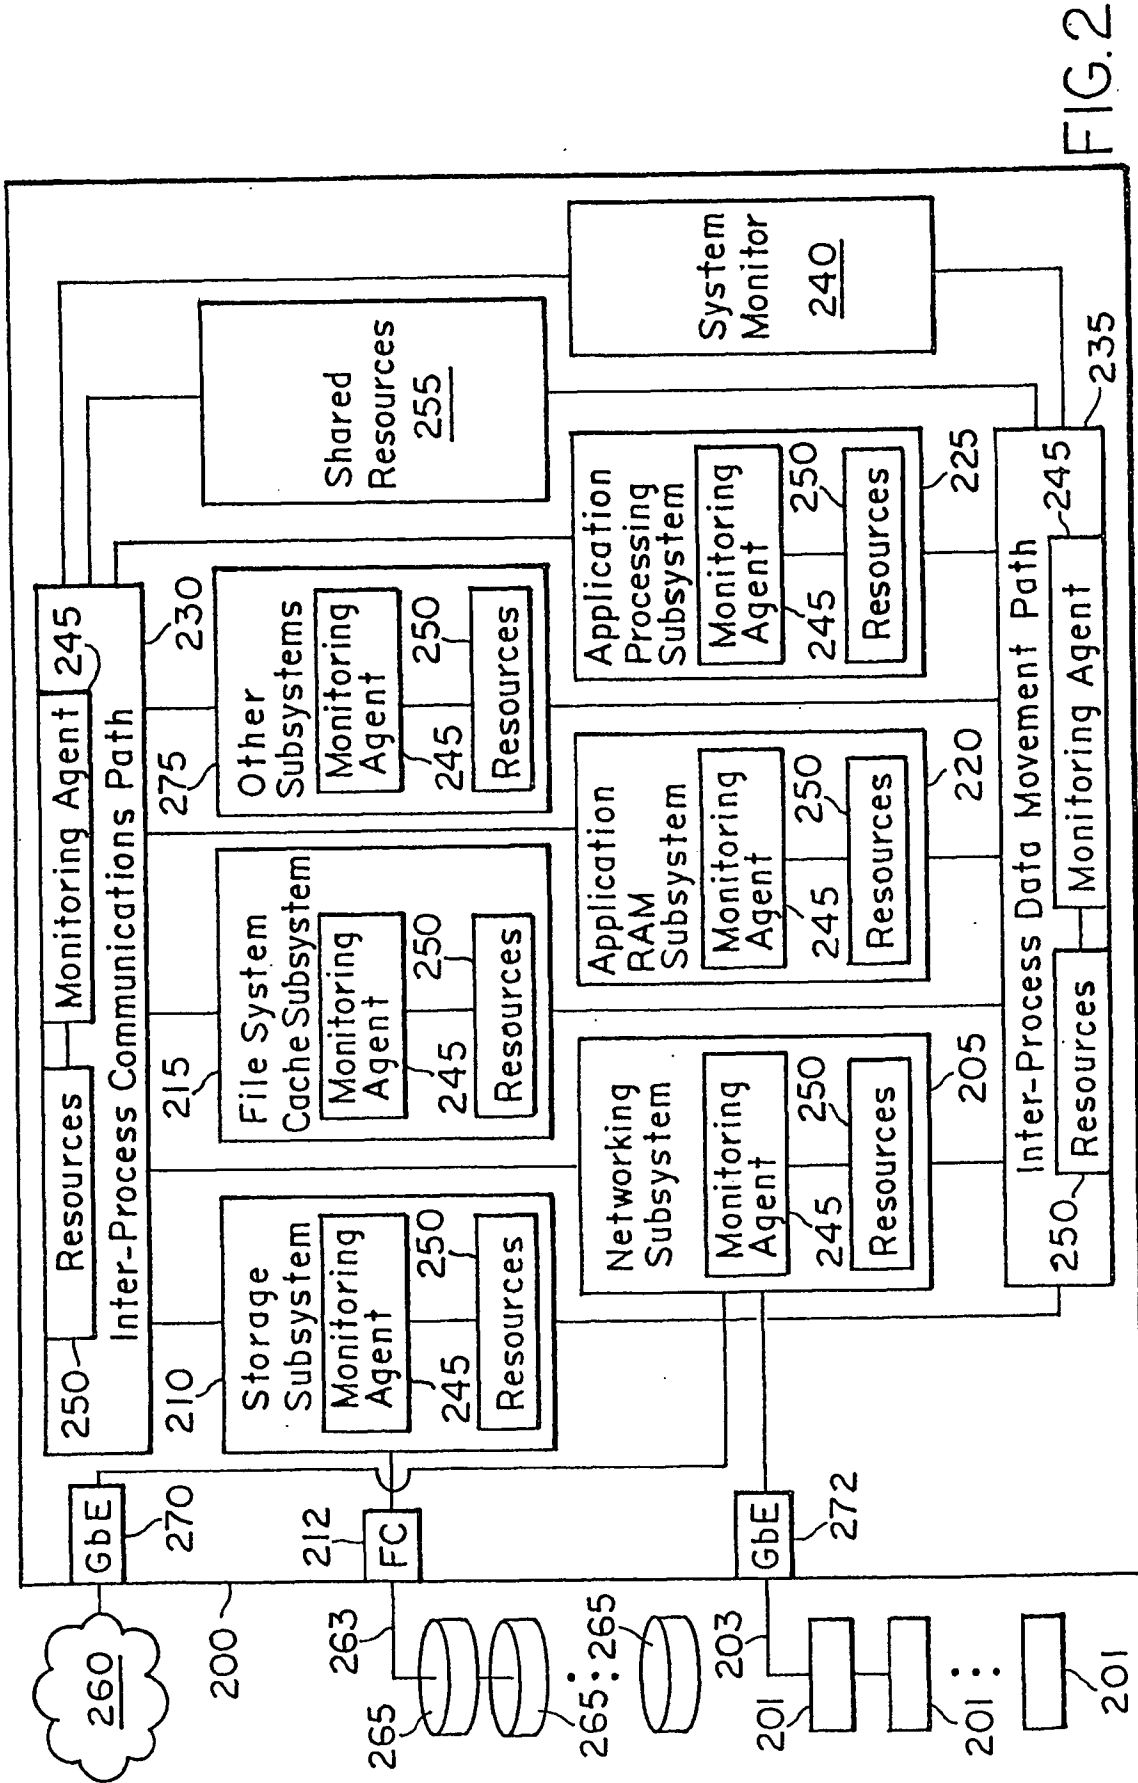 260
GbE
270
200
250
Resources
Monitoring Agent
245
Inter-Process Communications Path
230
210
Storage
Subsystem
Monitoring
Agent
245
250
Resources
215
File System
Cache Subsystem
Monitoring
Agent
245
250
Resources
275
Other
Subsystems
Monitoring
Agent
245
250
Resources
Shared
Resources
255
212
FC
263
265
265
265
Networking
Subsystem
Monitoring
Agent
245
250
Resources
205
Application
RAM
Subsystem
Monitoring
Agent
245
250
Resources
220
Application
Processing
Subsystem
Monitoring
Agent
245
250
Resources
225
System
Monitor
240
GbE
272
203
201
201
201
Inter-Process Data Movement Path
235
250
Resources
Monitoring Agent
245
FIG. 2